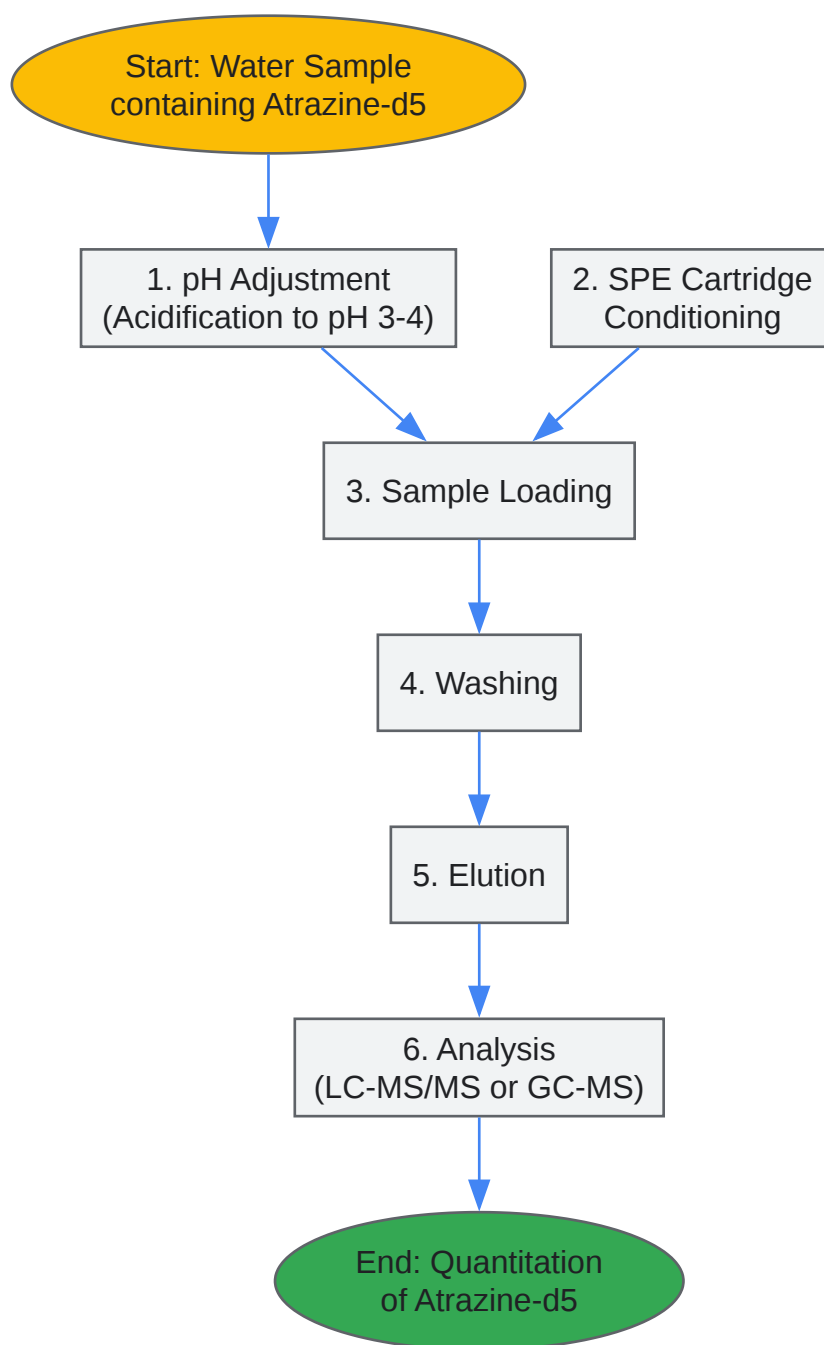 Start: Water Sample
containing Atrazine-d5
1. pH Adjustment
(Acidification to pH 3-4)
2. SPE Cartridge
Conditioning
3. Sample Loading
4. Washing
5. Elution
6. Analysis
(LC-MS/MS or GC-MS)
End: Quantitation
of Atrazine-d5